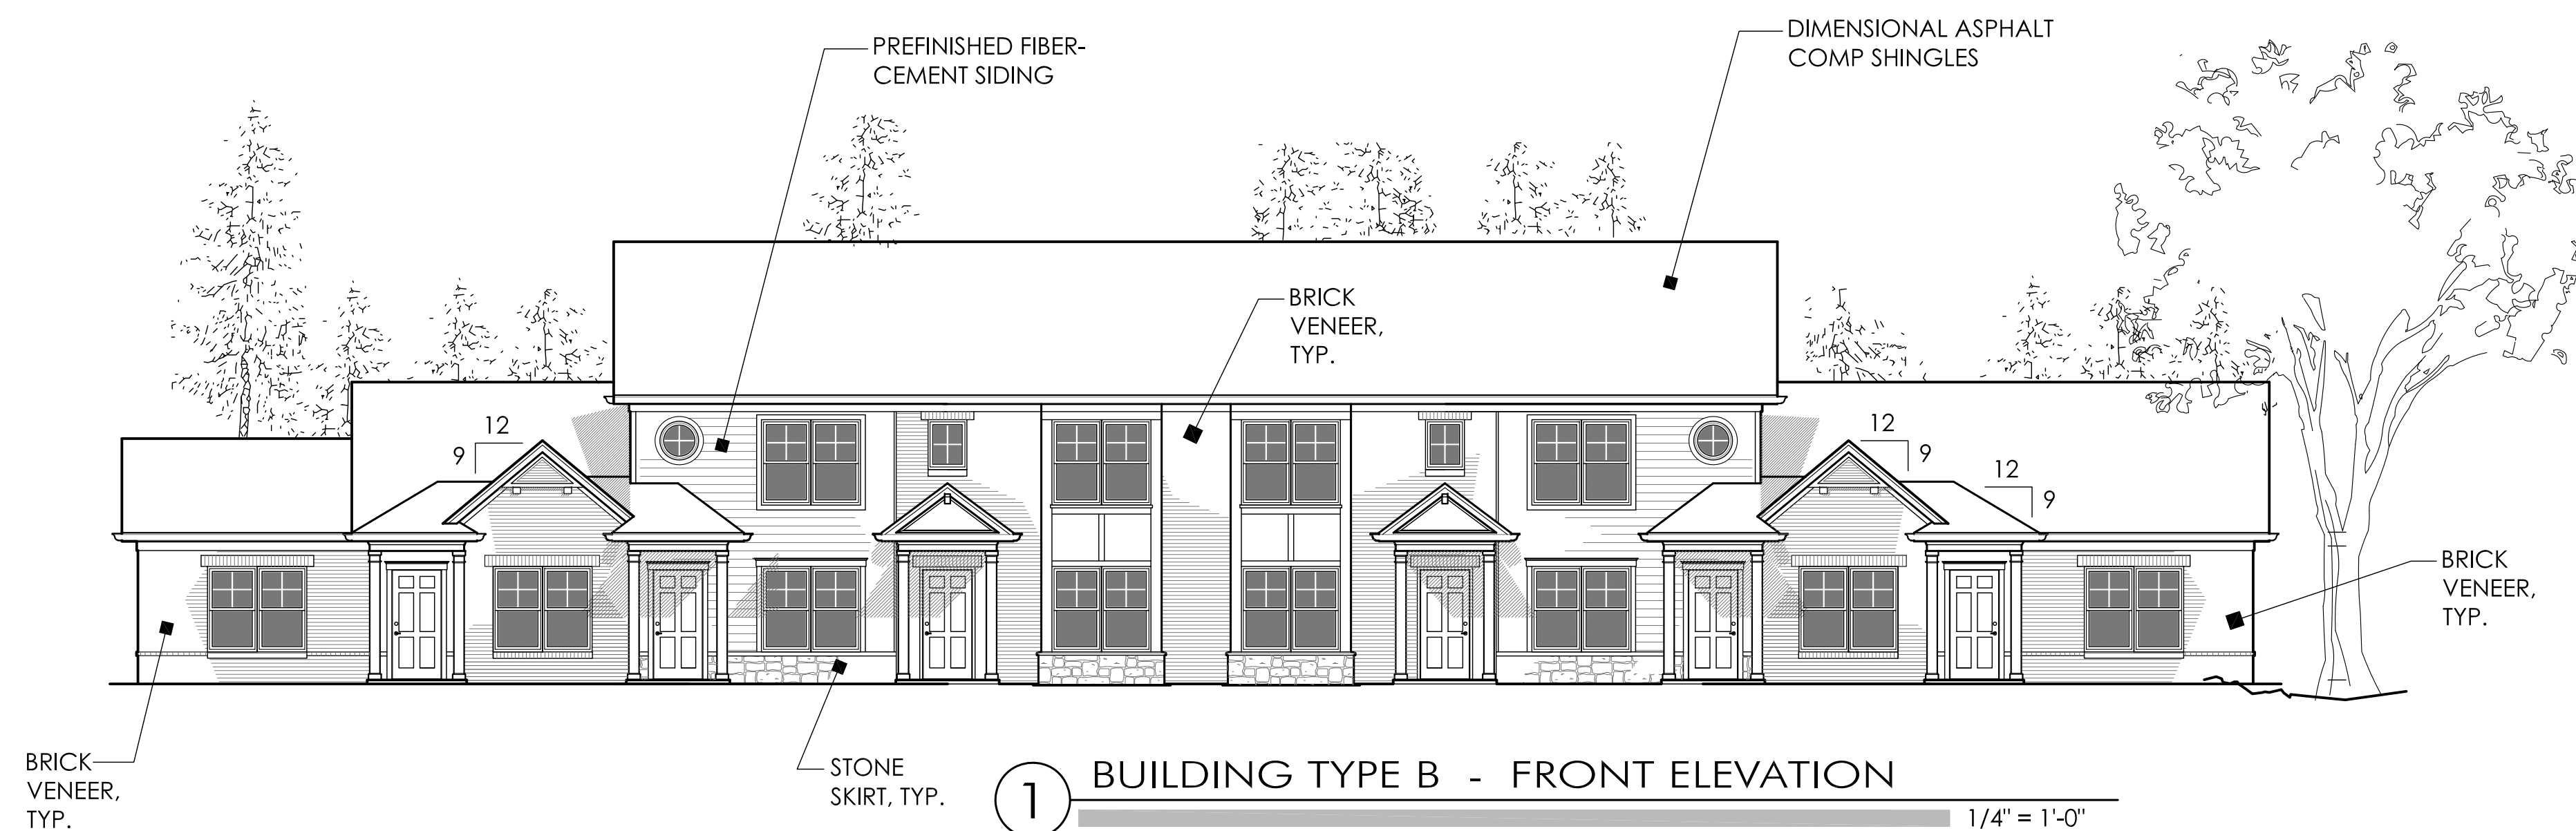 PREFINISHED FIBER-
CEMENT SIDING
DIMENSIONAL ASPHALT
COMP SHINGLES
BRICK
VENEER,
TYP.
12
9
12
9
12
9
BRICK
VENEER,
TYP.
BRICK
VENEER,
TYP.
STONE
SKIRT, TYP.
1
BUILDING TYPE B - FRONT ELEVATION
1/4" = 1'-0"